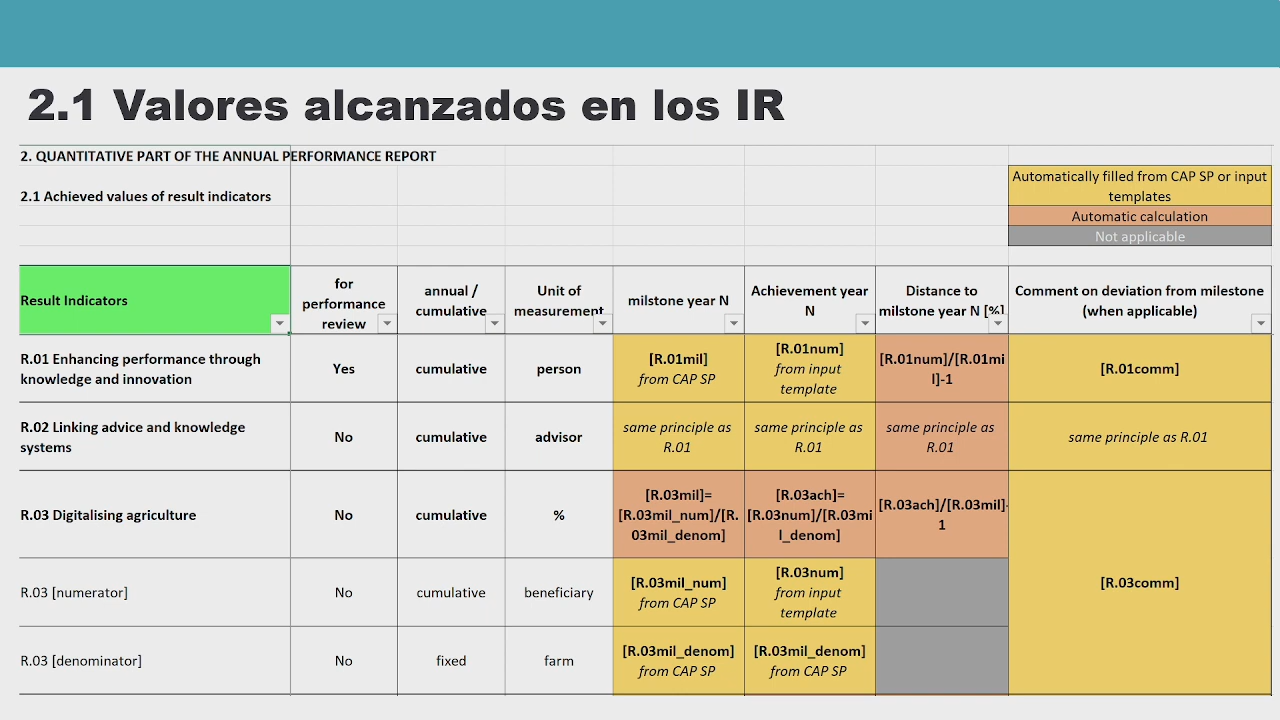 2.1 Valores alcanzados en los IR
2. QUANTITATIVE PART OF THE ANNUAL PERFORMANCE REPORT
2.1 Achieved values of result indicators
Automatically filled from CAP SP or input
templates
Automatic calculation
Not applicable
Result Indicators
for
performance
review
annual /
cumulative
Unit of
measurement
milstone year N
Achievement year
N
Distance to
milstone year N [%]
Comment on deviation from milestone
(when applicable)
R.01 Enhancing performance through
knowledge and innovation
Yes
cumulative
person
[R.01mil]
from CAP SP
[R.01num]
from input
template
[R.01num]/[R.01mi
l]-1
[R.01comm]
R.02 Linking advice and knowledge
systems
No
cumulative
advisor
same principle as
R.01
same principle as
R.01
same principle as
R.01
same principle as R.01
R.03 Digitalising agriculture
No
cumulative
%
[R.03mil]=
[R.03mil_num]/[R.
03mil_denom]
[R.03ach]=
[R.03num]/[R.03mi
l_denom]
[R.03ach]/[R.03mil]-
1
[R.03comm]
R.03 [numerator]
No
cumulative
beneficiary
[R.03mil_num]
from CAP SP
[R.03num]
from input
template
R.03 [denominator]
No
fixed
farm
[R.03mil_denom]
from CAP SP
[R.03mil_denom]
from CAP SP